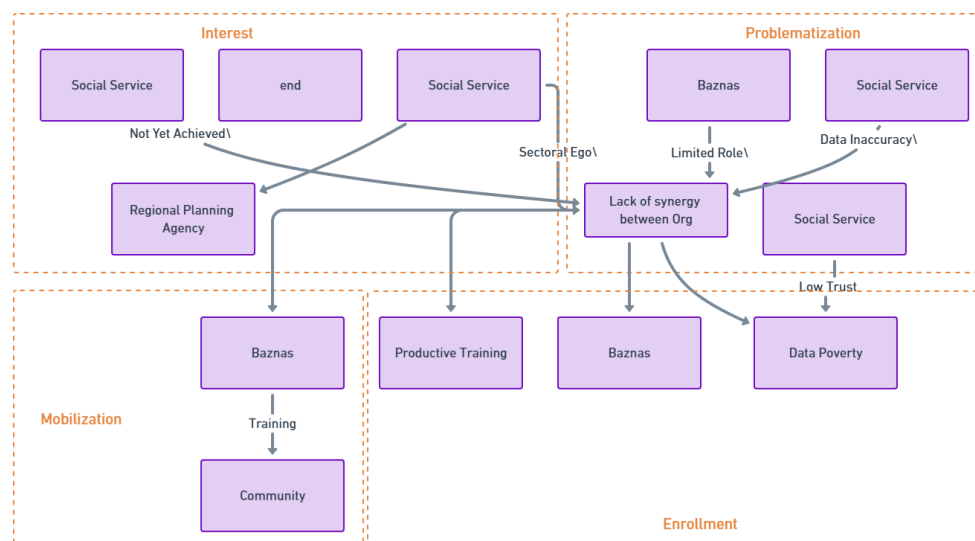 Interest
Problematization
Social Service
end
Social Service
Baznas
Social Service
Not Yet Achieved\
Sectoral Ego\
Limited Role\
Data Inaccuracy\
Regional Planning
Agency
Lack of synergy
between Org
Social Service
Low Trust
Baznas
Productive Training
Baznas
Data Poverty
Mobilization
Training
Community
Enrollment